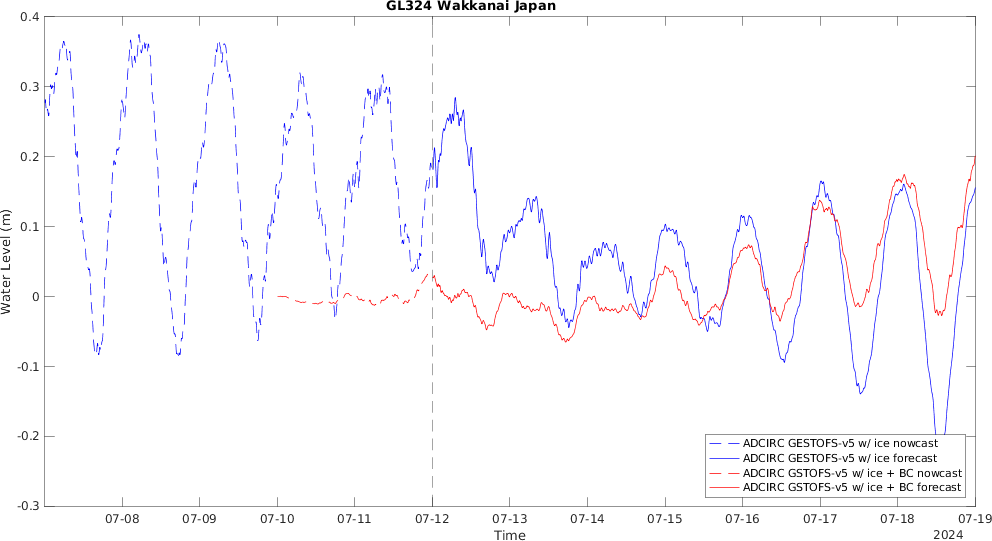 GL324 Wakkanai Japan
Water Level (m)
0.4
0.3
0.2
0.1
0
-0.1
-0.2
-0.3
07-08 07-09 07-10 07-11 07-12 07-13 07-14 07-15 07-16 07-17 07-18 07-19
Time
2024
ADCIRC GESTOFS-v5 w/ ice nowcast
ADCIRC GESTOFS-v5 w/ ice forecast
ADCIRC GSTOFS-v5 w/ ice + BC nowcast
ADCIRC GSTOFS-v5 w/ ice + BC forecast